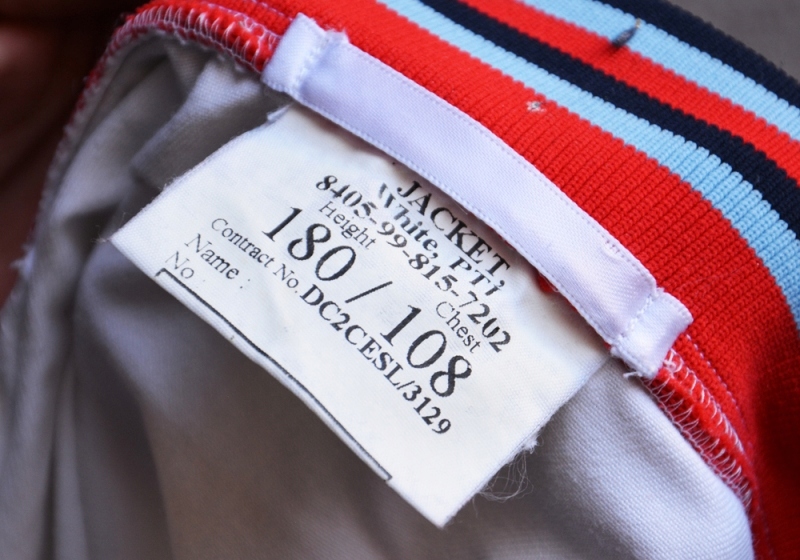 JACKET
White, PTI
8405-99-815-7202
Height Chest
180 / 108
Contract No. DC2CESL/3129
Name :
No.